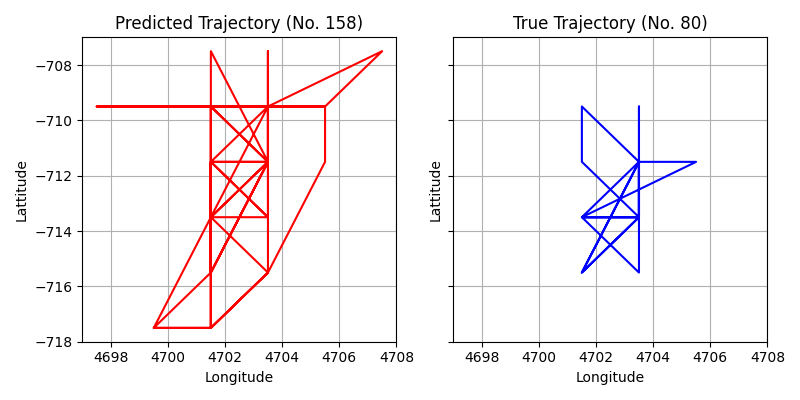 Predicted Trajectory (No. 158)
True Trajectory (No. 80)
Lattitude
−708
−710
−712
−714
−716
−718
4698 4700 4702 4704 4706 4708
Longitude
Lattitude
4698 4700 4702 4704 4706 4708
Longitude